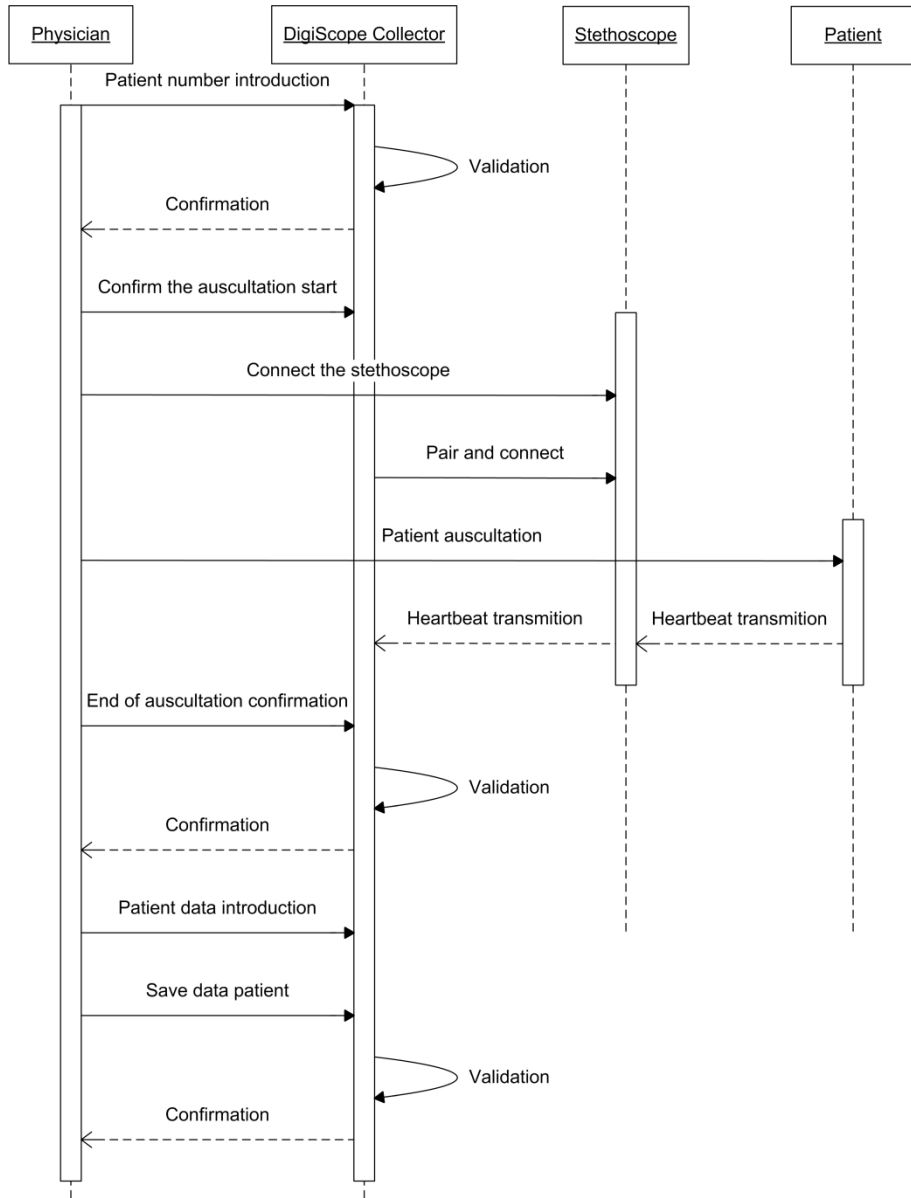 Physician
DigiScope Collector
Stethoscope
Patient
Patient number introduction
Validation
Confirmation
Confirm the auscultation start
Connect the stethoscope
Pair and connect
Patient auscultation
Heartbeat transmition
Heartbeat transmition
End of auscultation confirmation
Validation
Confirmation
Patient data introduction
Save data patient
Validation
Confirmation